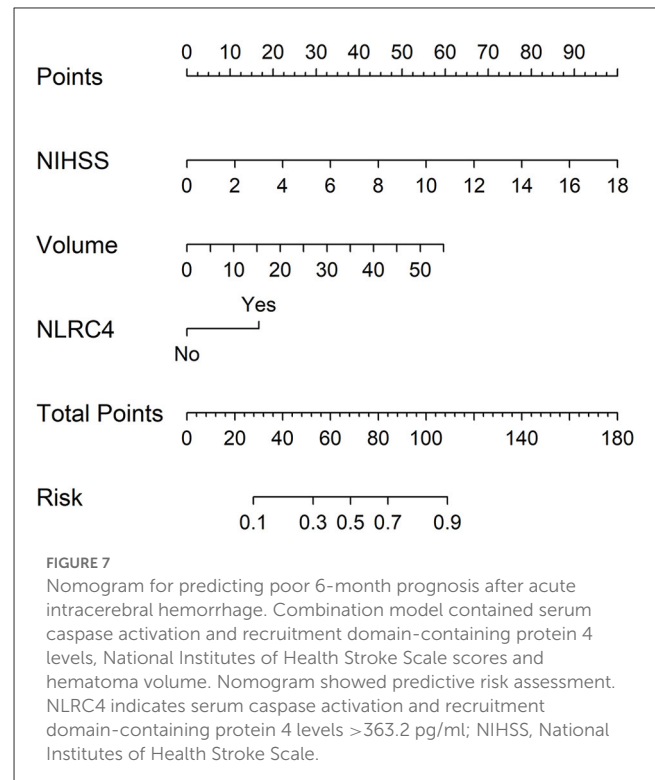 0 10 20 30 40 50 60 70 80 90
Points
NIHSS
0 2 4 6 8 10 12 14 16 18
Volume
0 10 20 30 40 50
Yes
NLRC4
No
Total Points
0 20 40 60 80 100 140 180
Risk
0.1 0.3 0.5 0.7 0.9
FIGURE 7
Nomogram for predicting poor 6-month prognosis after acute
intracerebral hemorrhage. Combination model contained serum
caspase activation and recruitment domain-containing protein 4
levels, National Institutes of Health Stroke Scale scores and
hematoma volume. Nomogram showed predictive risk assessment.
NLRC4 indicates serum caspase activation and recruitment
domain-containing protein 4 levels >363.2 pg/ml; NIHSS, National
Institutes of Health Stroke Scale.